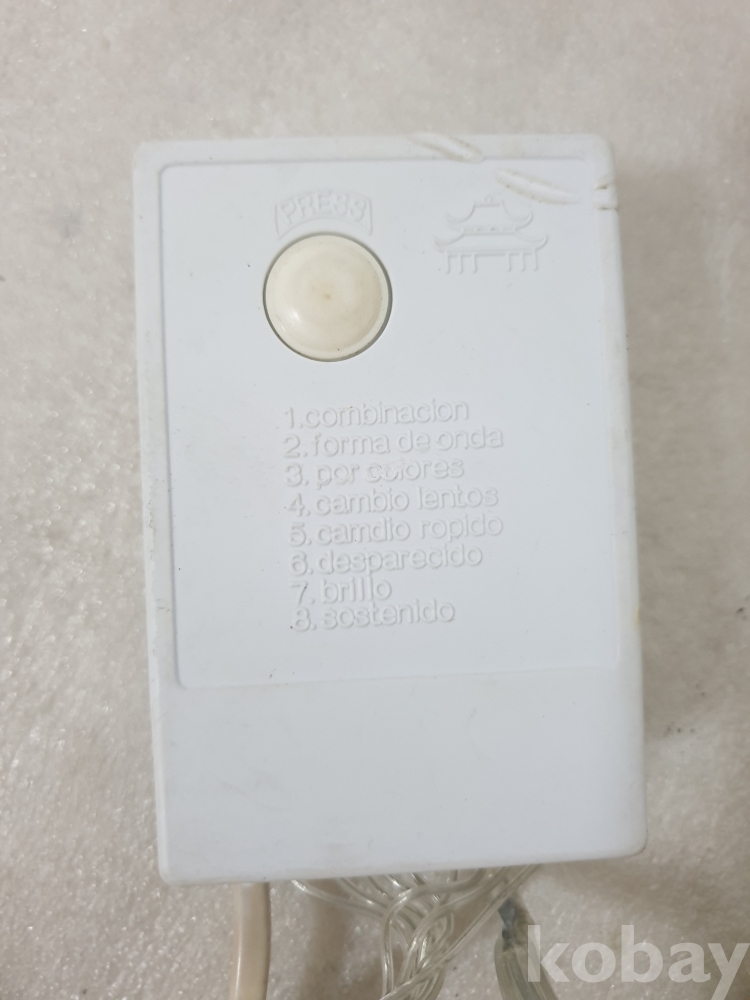 PRESS
1.combinacion
2. forma de onda
3. por colores
4. cambio lentos
5. camdio ropido
6. desparecido
7. brillo
8. sostenido
kobay